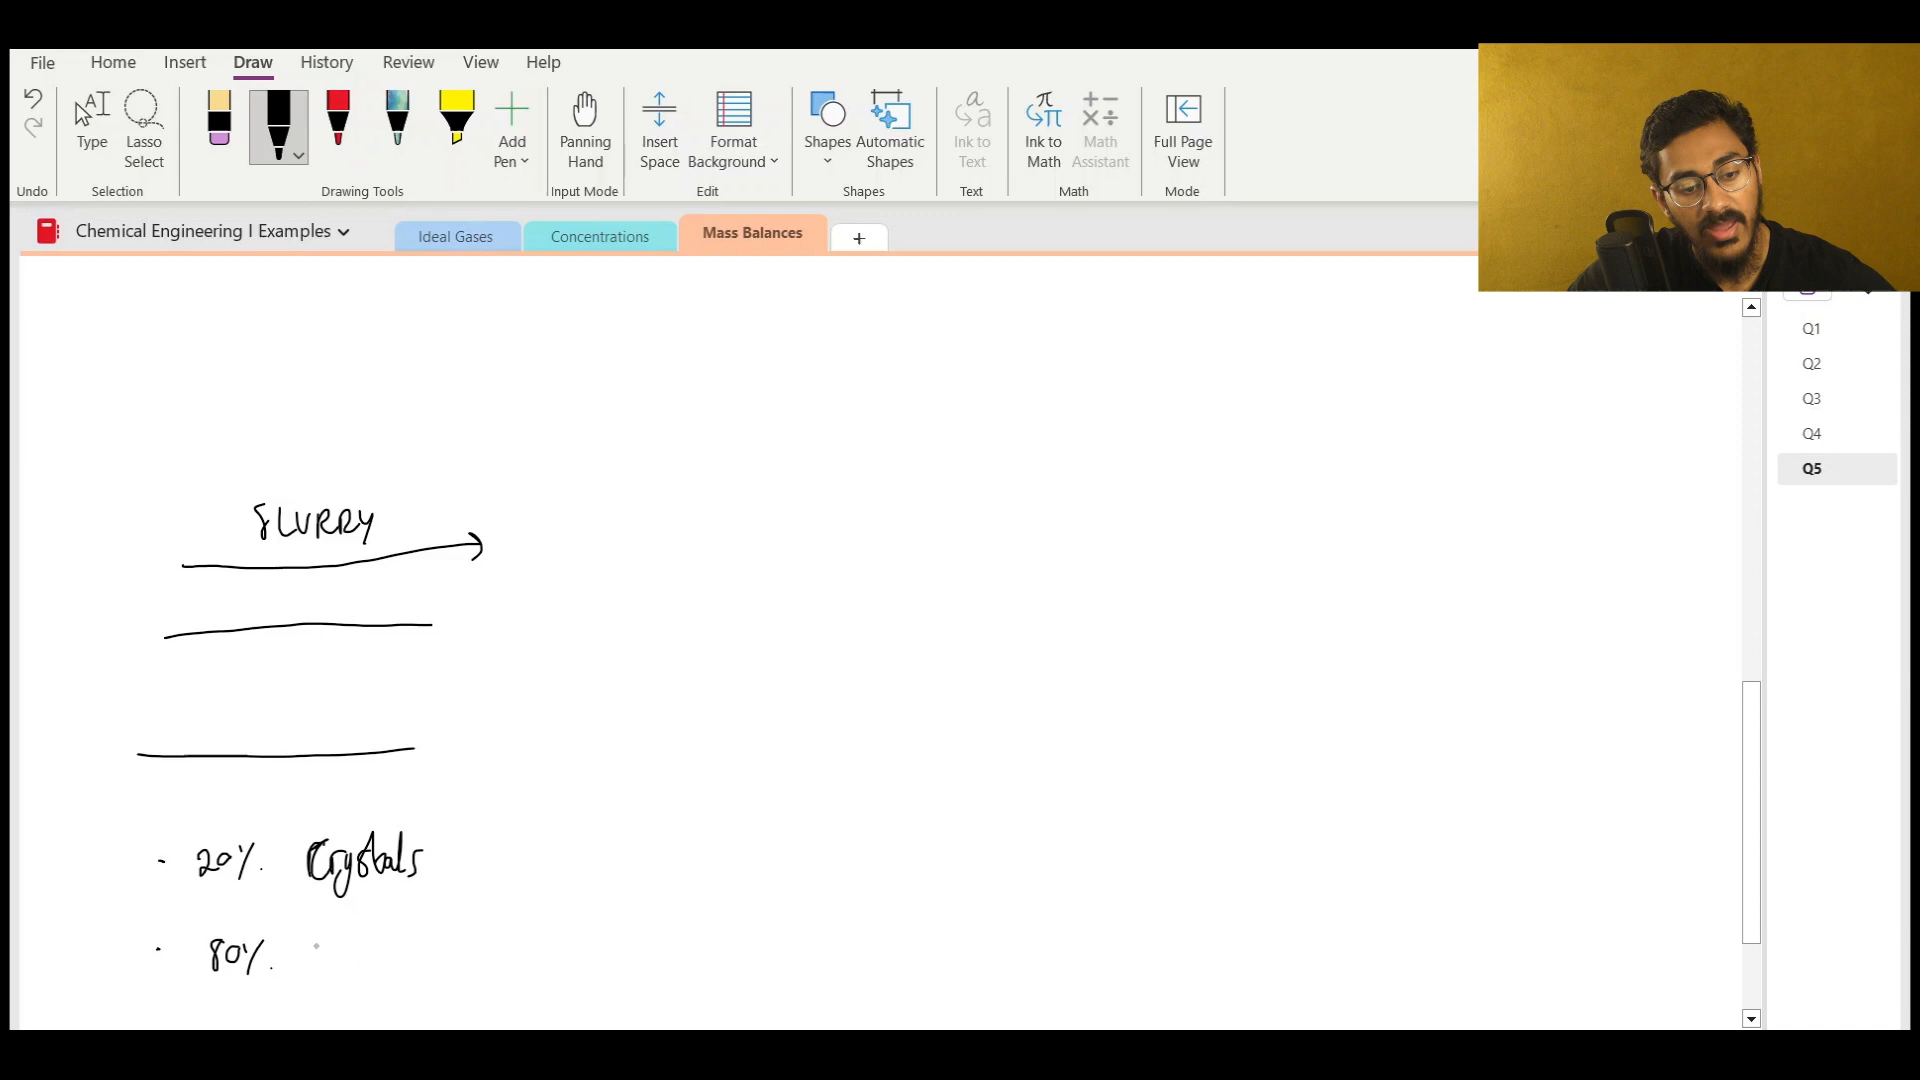 File Home Insert Draw History Review View Help
Type
Lasso Select
Add Pen
Panning Hand
Insert Space
Format Background
Shapes
Automatic Shapes
Ink to Text
Ink to Math
Math Assistant
Full Page View
Undo Selection Drawing Tools Input Mode Edit Shapes Text Math Mode
Chemical Engineering I Examples
Ideal Gases Concentrations Mass Balances +
Q1
Q2
Q3
Q4
Q5
SLURRY
· 20%. Crystals
· 80%.